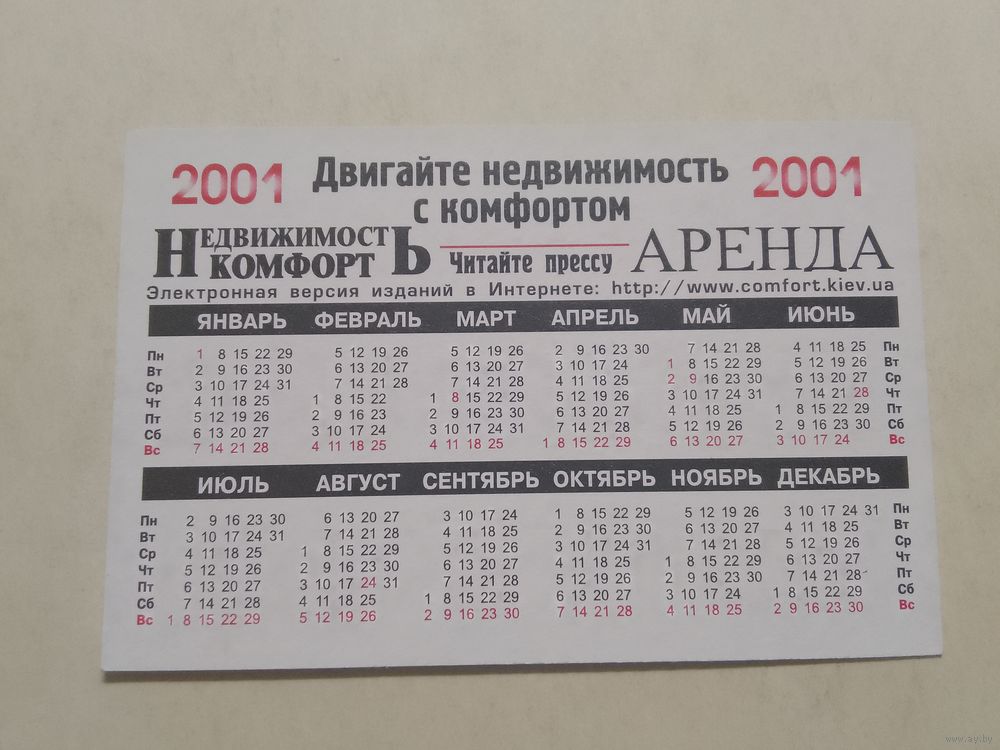 2001 Двигайте недвижимость 2001
с комфортом
НЕДВИЖИМОСТЬ
КОМФОРТ
Читайте прессу
АРЕНДА
Электронная версия изданий в Интернете: http://www.comfort.kiev.ua
ЯНВАРЬ ФЕВРАЛЬ МАРТ АПРЕЛЬ МАЙ ИЮНЬ
Пн 1 8 15 22 29 5 12 19 26 5 12 19 26 2 9 16 23 30 7 14 21 28 4 11 18 25 Пн
Вт 2 9 16 23 30 6 13 20 27 6 13 20 27 3 10 17 24 1 8 15 22 29 5 12 19 26 Вт
Ср 3 10 17 24 31 7 14 21 28 7 14 21 28 4 11 18 25 2 9 16 23 30 6 13 20 27 Ср
Чт 4 11 18 25 1 8 15 22 1 8 15 22 29 5 12 19 26 3 10 17 24 31 7 14 21 28 Чт
Пт 5 12 19 26 2 9 16 23 2 9 16 23 30 6 13 20 27 4 11 18 25 1 8 15 22 29 Пт
Сб 6 13 20 27 3 10 17 24 3 10 17 24 31 7 14 21 28 5 12 19 26 2 9 16 23 30 Сб
Вс 7 14 21 28 4 11 18 25 4 11 18 25 1 8 15 22 29 6 13 20 27 3 10 17 24 Вс
ИЮЛЬ АВГУСТ СЕНТЯБРЬ ОКТЯБРЬ НОЯБРЬ ДЕКАБРЬ
Пн 2 9 16 23 30 6 13 20 27 3 10 17 24 1 8 15 22 29 5 12 19 26 3 10 17 24 31 Пн
Вт 3 10 17 24 31 7 14 21 28 4 11 18 25 2 9 16 23 30 6 13 20 27 4 11 18 25 Вт
Ср 4 11 18 25 1 8 15 22 29 5 12 19 26 3 10 17 24 31 7 14 21 28 5 12 19 26 Ср
Чт 5 12 19 26 2 9 16 23 30 6 13 20 27 4 11 18 25 1 8 15 22 29 6 13 20 27 Чт
Пт 6 13 20 27 3 10 17 24 31 7 14 21 28 5 12 19 26 2 9 16 23 30 7 14 21 28 Пт
Сб 7 14 21 28 4 11 18 25 1 8 15 22 29 6 13 20 27 3 10 17 24 1 8 15 22 29 Сб
Вс 1 8 15 22 29 5 12 19 26 2 9 16 23 30 7 14 21 28 4 11 18 25 2 9 16 23 30 Вс
www.ay.by